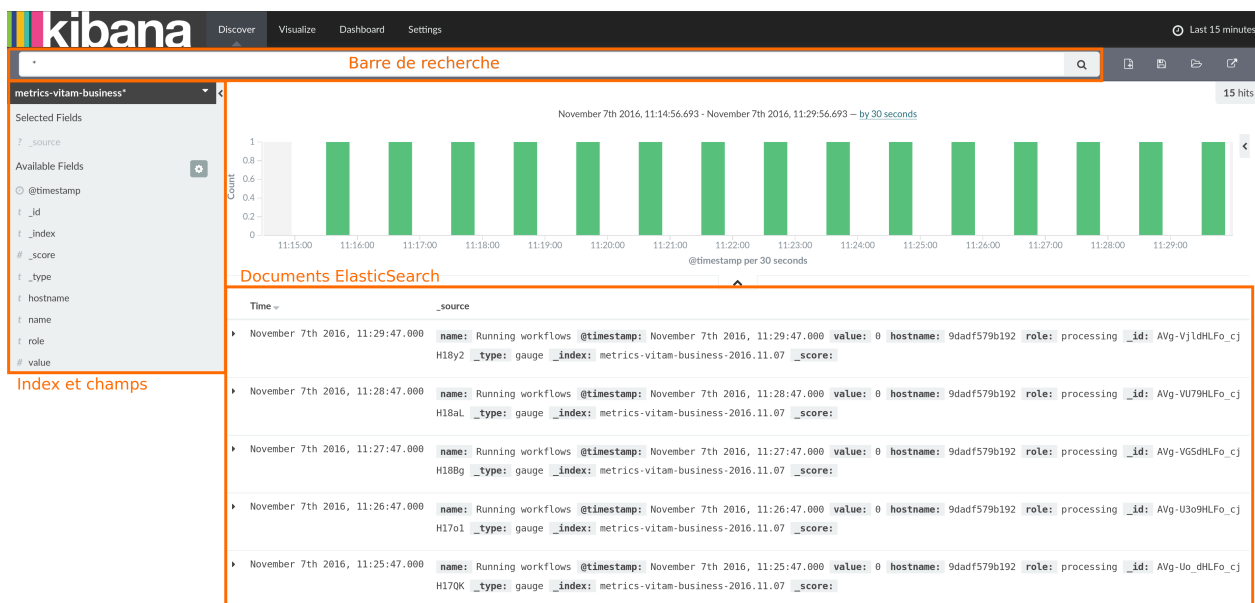 kibana
Discover Visualize Dashboard Settings Last 15 minutes
* Barre de recherche
metrics-vitam-business*
15 hits
Selected Fields
? _source
Available Fields
@timestamp
t _id
t _index
# _score
t _type
t hostname
t name
t role
# value
Index et champs
November 7th 2016, 11:14:56.693 - November 7th 2016, 11:29:56.693 — by 30 seconds
Count
1
0.8
0.6
0.4
0.2
0
11:15:00 11:16:00 11:17:00 11:18:00 11:19:00 11:20:00 11:21:00 11:22:00 11:23:00 11:24:00 11:25:00 11:26:00 11:27:00 11:28:00 11:29:00
@timestamp per 30 seconds
Documents ElasticSearch
Time _source
November 7th 2016, 11:29:47.000 name: Running workflows @timestamp: November 7th 2016, 11:29:47.000 value: 0 hostname: 9dadf579b192 role: processing _id: AVg-VjldHLFo_cj
H18y2 _type: gauge _index: metrics-vitam-business-2016.11.07 _score:
November 7th 2016, 11:28:47.000 name: Running workflows @timestamp: November 7th 2016, 11:28:47.000 value: 0 hostname: 9dadf579b192 role: processing _id: AVg-VU79HLFo_cj
H18aL _type: gauge _index: metrics-vitam-business-2016.11.07 _score:
November 7th 2016, 11:27:47.000 name: Running workflows @timestamp: November 7th 2016, 11:27:47.000 value: 0 hostname: 9dadf579b192 role: processing _id: AVg-VGSdHLFo_cj
H18Bg _type: gauge _index: metrics-vitam-business-2016.11.07 _score:
November 7th 2016, 11:26:47.000 name: Running workflows @timestamp: November 7th 2016, 11:26:47.000 value: 0 hostname: 9dadf579b192 role: processing _id: AVg-U3o9HLFo_cj
H17o1 _type: gauge _index: metrics-vitam-business-2016.11.07 _score:
November 7th 2016, 11:25:47.000 name: Running workflows @timestamp: November 7th 2016, 11:25:47.000 value: 0 hostname: 9dadf579b192 role: processing _id: AVg-Uo_dHLFo_cj
H17QK _type: gauge _index: metrics-vitam-business-2016.11.07 _score: